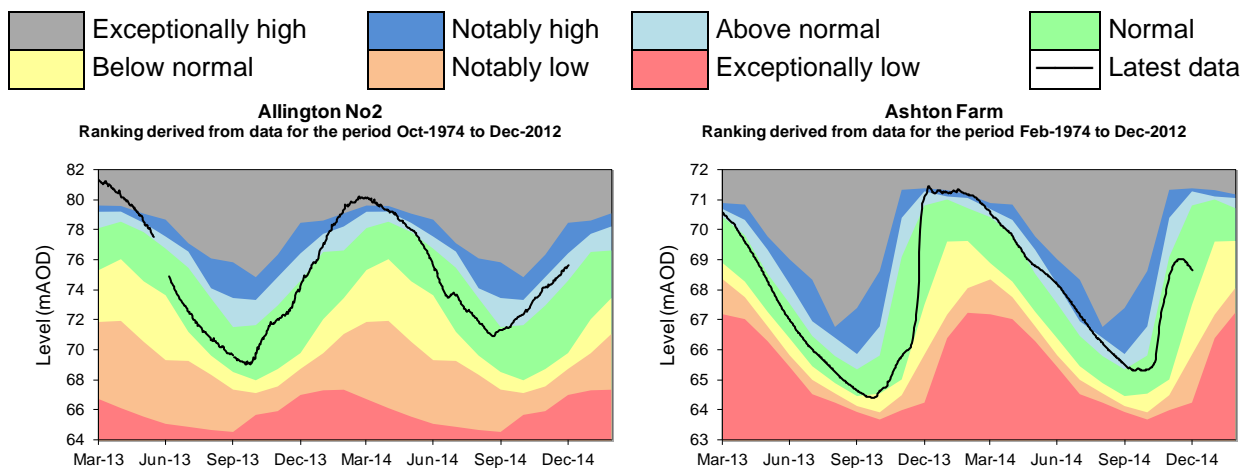 Exceptionally high Notably high Above normal Normal
Below normal Notably low Exceptionally low Latest data
Allington No2
Ranking derived from data for the period Oct-1974 to Dec-2012
Level (mAOD)
82
80
78
76
74
72
70
68
66
64
Mar-13 Jun-13 Sep-13 Dec-13 Mar-14 Jun-14 Sep-14 Dec-14
Ashton Farm
Ranking derived from data for the period Feb-1974 to Dec-2012
Level (mAOD)
72
71
70
69
68
67
66
65
64
63
Mar-13 Jun-13 Sep-13 Dec-13 Mar-14 Jun-14 Sep-14 Dec-14